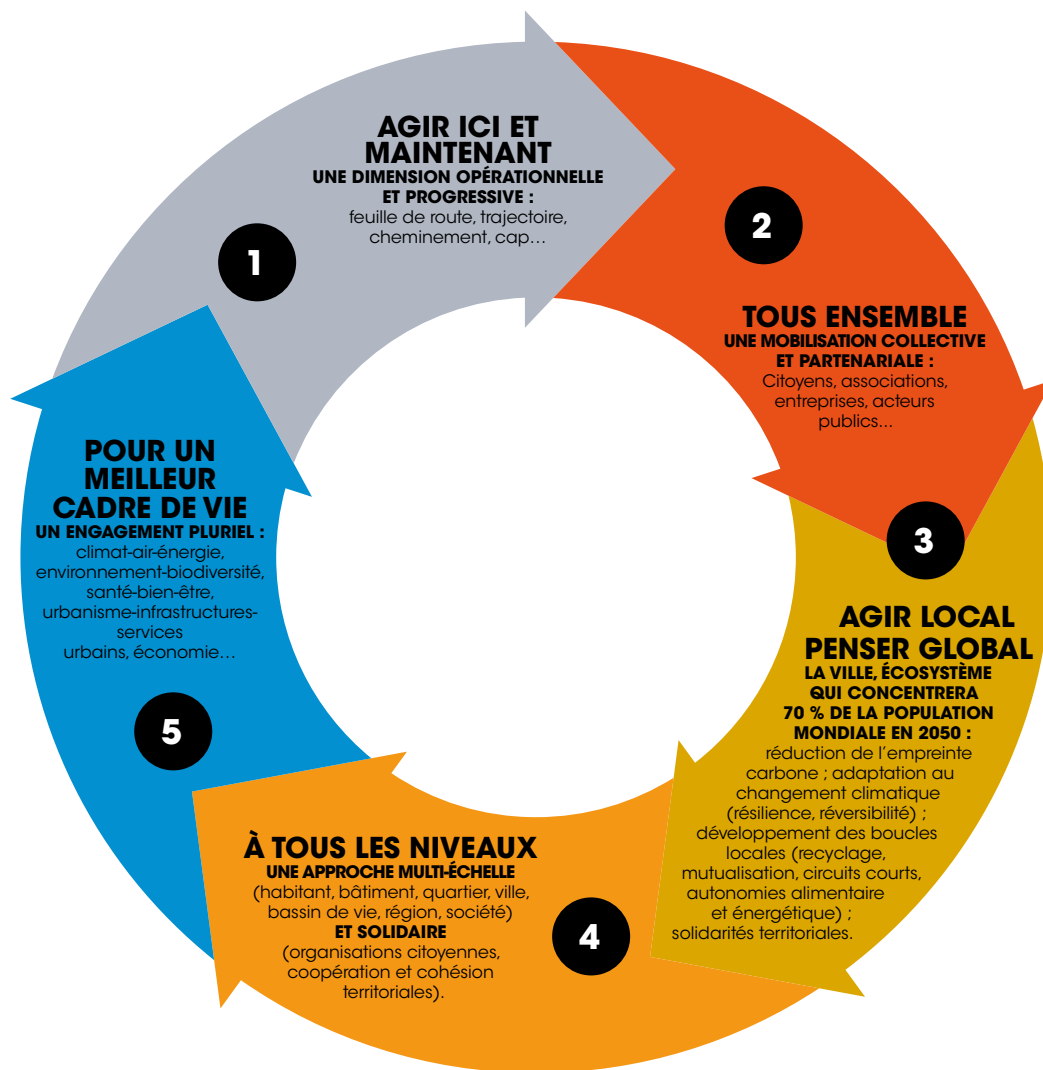 1
AGIR ICI ET
MAINTENANT
UNE DIMENSION OPÉRATIONNELLE
ET PROGRESSIVE :
feuille de route, trajectoire,
cheminement, cap...
2
TOUS ENSEMBLE
UNE MOBILISATION COLLECTIVE
ET PARTENARIALE :
Citoyens, associations,
entreprises, acteurs
publics...
3
AGIR LOCAL
PENSER GLOBAL
LA VILLE, ÉCOSYSTÈME
QUI CONCENTRERA
70 % DE LA POPULATION
MONDIALE EN 2050 :
réduction de l’empreinte
carbone ; adaptation au
changement climatique
(résilience, réversibilité) ;
développement des boucles
locales (recyclage,
mutualisation, circuits courts,
autonomies alimentaire
et énergétique) ;
solidarités territoriales.
4
À TOUS LES NIVEAUX
UNE APPROCHE MULTI-ÉCHELLE
(habitant, bâtiment, quartier, ville,
bassin de vie, région, société)
ET SOLIDAIRE
(organisations citoyennes,
coopération et cohésion
territoriales).
5
POUR UN
MEILLEUR
CADRE DE VIE
UN ENGAGEMENT PLURIEL :
climat-air-énergie,
environnement-biodiversité,
santé-bien-être,
urbanisme-infrastructures-
services
urbains, économie...